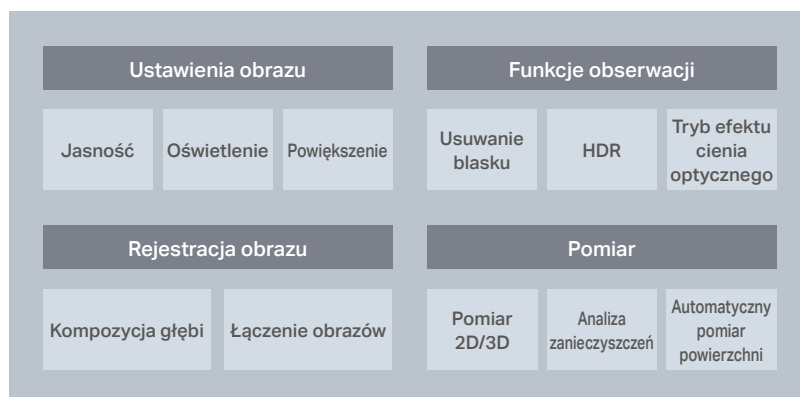 Ustawienia obrazu
Jasność
Oświetlenie
Powiększenie
Funkcje obserwacji
Usuwanie
blasku
HDR
Tryb efektu
cienia
optycznego
Rejestracja obrazu
Kompozycja głębi
Łączenie obrazów
Pomiar
Pomiar
2D/3D
Analiza
zanieczyszczeń
Automatyczny
pomiar
powierzchni